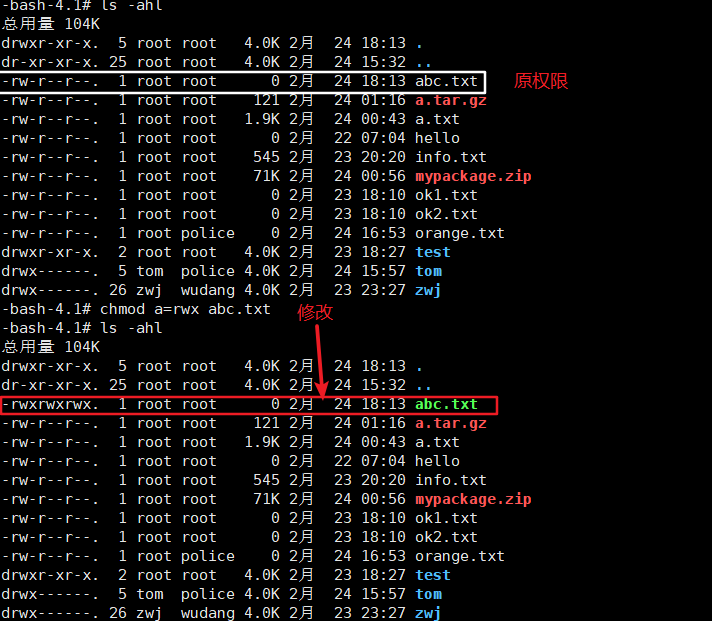 -bash-4.1# ls -ahl
总用量 104K
drwxr-xr-x.  5 root root   4.0K 2月  24 18:13 .
dr-xr-xr-x. 25 root root   4.0K 2月  24 15:32 ..
-rw-r--r--.  1 root root      0 2月  24 18:13 abc.txt 原权限
-rw-r--r--.  1 root root    121 2月  24 01:16 a.tar.gz
-rw-r--r--.  1 root root   1.9K 2月  24 00:43 a.txt
-rw-r--r--.  1 root root      0 2月  22 07:04 hello
-rw-r--r--.  1 root root    545 2月  23 20:20 info.txt
-rw-r--r--.  1 root root    71K 2月  24 00:56 mypackage.zip
-rw-r--r--.  1 root root      0 2月  23 18:10 ok1.txt
-rw-r--r--.  1 root root      0 2月  23 18:10 ok2.txt
-rw-r--r--.  1 root police    0 2月  24 16:53 orange.txt
drwxr-xr-x.  2 root root   4.0K 2月  23 18:27 test
drwx------.  5 tom  police 4.0K 2月  24 15:57 tom
drwx------. 26 zwj  wudang 4.0K 2月  23 23:27 zwj
-bash-4.1# chmod a=rwx abc.txt 修改
-bash-4.1# ls -ahl
总用量 104K
drwxr-xr-x.  5 root root   4.0K 2月  24 18:13 .
dr-xr-xr-x. 25 root root   4.0K 2月  24 15:32 ..
-rwxrwxrwx.  1 root root      0 2月  24 18:13 abc.txt
-rw-r--r--.  1 root root    121 2月  24 01:16 a.tar.gz
-rw-r--r--.  1 root root   1.9K 2月  24 00:43 a.txt
-rw-r--r--.  1 root root      0 2月  22 07:04 hello
-rw-r--r--.  1 root root    545 2月  23 20:20 info.txt
-rw-r--r--.  1 root root    71K 2月  24 00:56 mypackage.zip
-rw-r--r--.  1 root root      0 2月  23 18:10 ok1.txt
-rw-r--r--.  1 root root      0 2月  23 18:10 ok2.txt
-rw-r--r--.  1 root police    0 2月  24 16:53 orange.txt
drwxr-xr-x.  2 root root   4.0K 2月  23 18:27 test
drwx------.  5 tom  police 4.0K 2月  24 15:57 tom
drwx------. 26 zwj  wudang 4.0K 2月  23 23:27 zwj